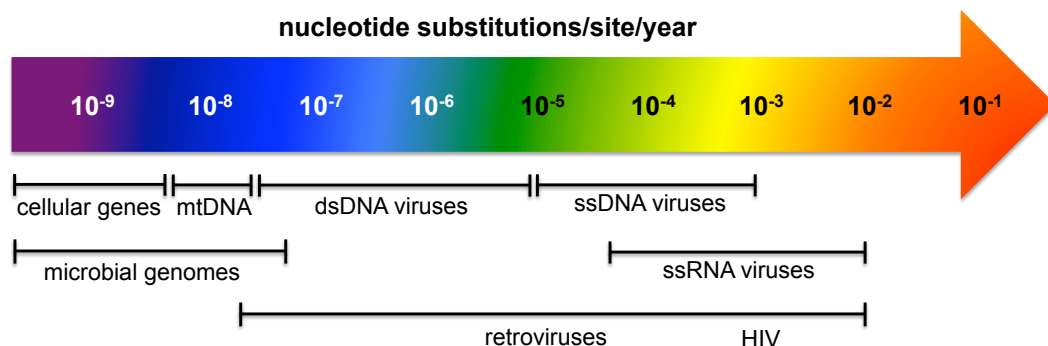 nucleotide substitutions/site/year
10⁻⁹ 10⁻⁸ 10⁻⁷ 10⁻⁶ 10⁻⁵ 10⁻⁴ 10⁻³ 10⁻² 10⁻¹
cellular genes mtDNA dsDNA viruses ssDNA viruses
microbial genomes ssRNA viruses
retroviruses HIV